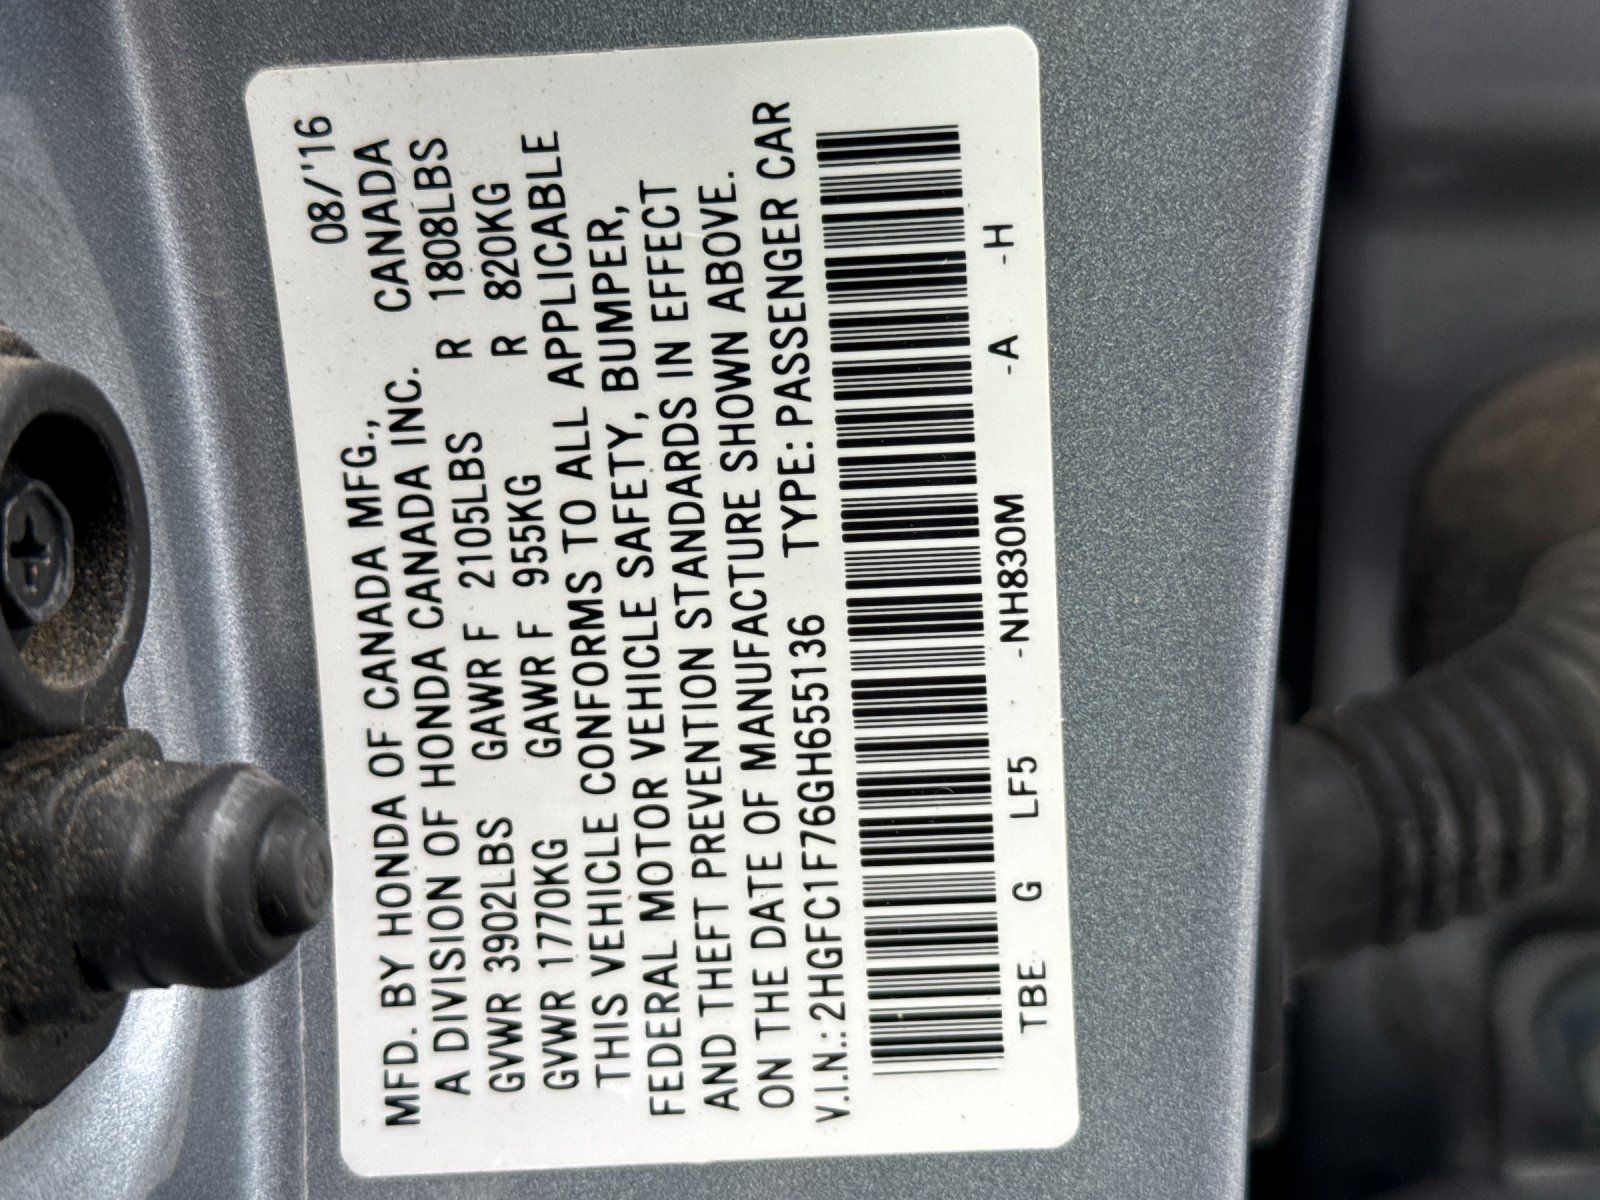 08/'16
MFD. BY HONDA OF CANADA MFG., CANADA
A DIVISION OF HONDA CANADA INC.
GVWR 3902LBS GAWR F 2105LBS R 1808LBS
GVWR 1770KG GAWR F 955KG R 820KG
THIS VEHICLE CONFORMS TO ALL APPLICABLE
FEDERAL MOTOR VEHICLE SAFETY, BUMPER,
AND THEFT PREVENTION STANDARDS IN EFFECT
ON THE DATE OF MANUFACTURE SHOWN ABOVE.
V.I.N.:2HGFC1F76GH655136 TYPE:PASSENGER CAR
TBE G LF5 -NH830M -A -H